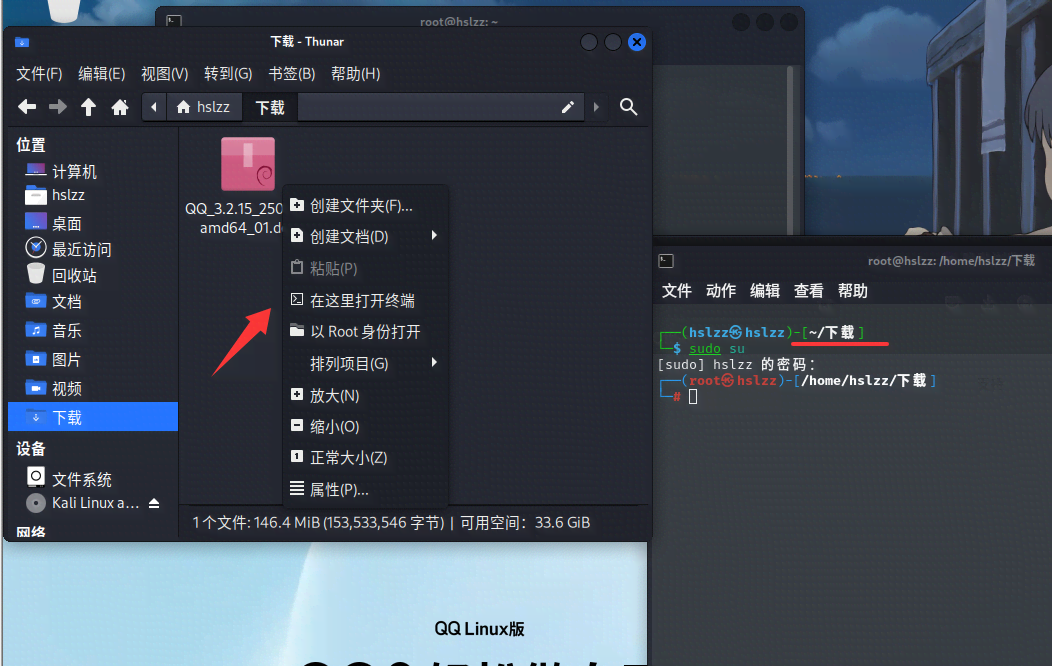 root@hslzz: ~
下载 - Thunar
文件(F) 编辑(E) 视图(V) 转到(G) 书签(B) 帮助(H)
hslzz 下载
位置
计算机
hslzz
桌面
最近访问
回收站
文档
音乐
图片
视频
下载
设备
文件系统
Kali Linux a...
网络
QQ_3.2.15_250
amd64_01.d
创建文件夹(F)...
创建文档(D)
粘贴(P)
在这里打开终端
以 Root 身份打开
排列项目(G)
放大(N)
缩小(O)
正常大小(Z)
属性(P)...
1 个文件: 146.4 MiB (153,533,546 字节) | 可用空间: 33.6 GiB
root@hslzz: /home/hslzz/下载
文件 动作 编辑 查看 帮助
┌──(hslzz㉿hslzz)-[~/下载]
└─$ sudo su
[sudo] hslzz 的密码:
┌──(root㉿hslzz)-[/home/hslzz/下载]
└─#
QQ Linux版